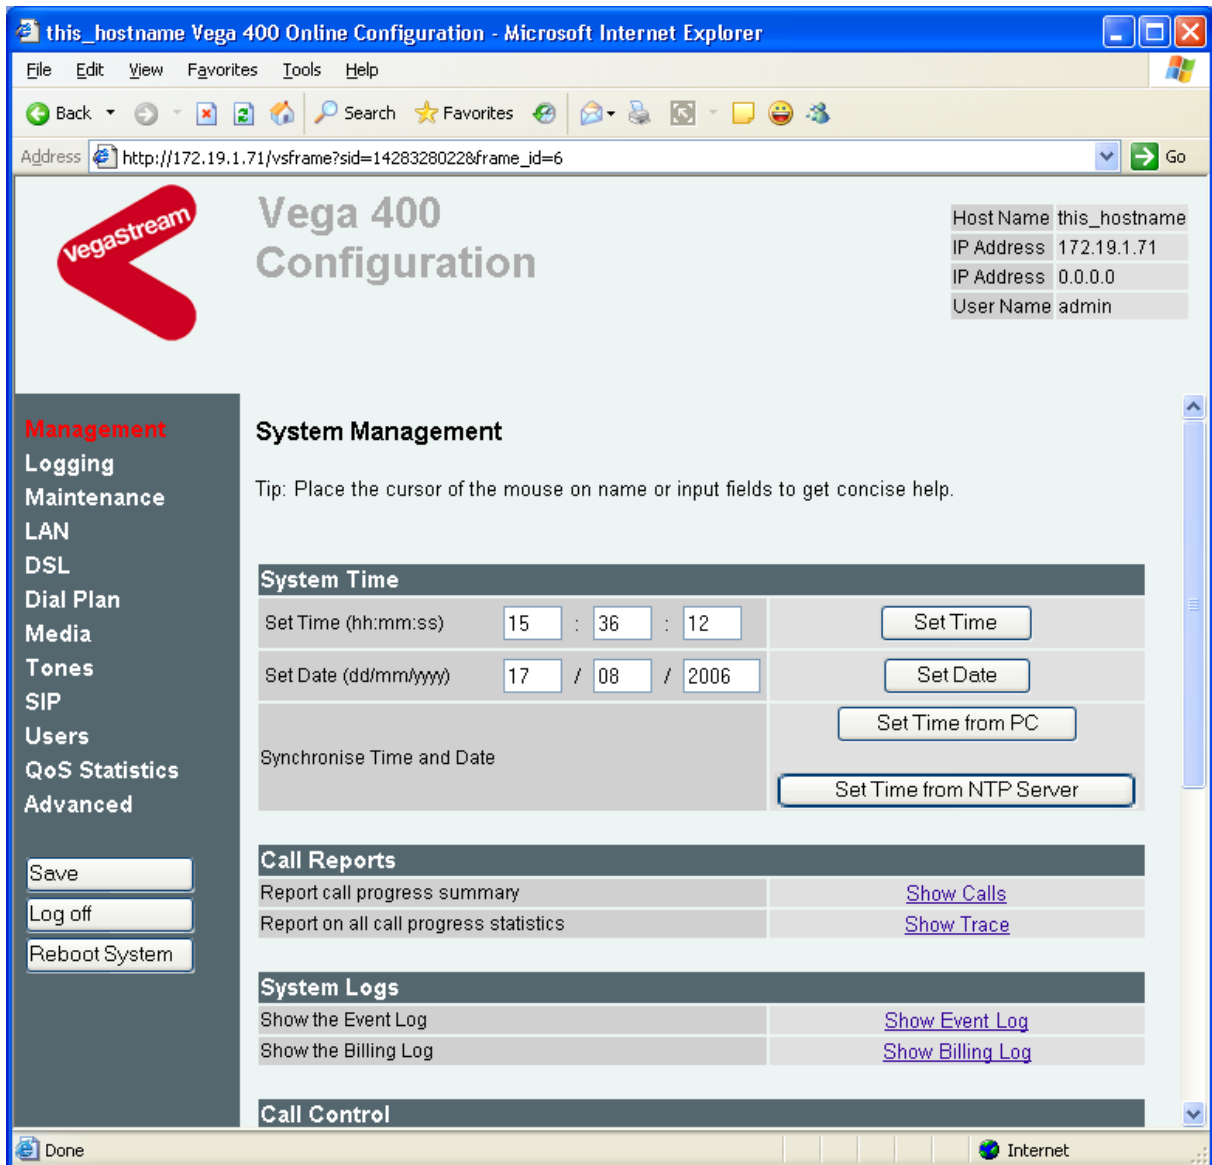 this_hostname Vega 400 Online Configuration - Microsoft Internet Explorer
File Edit View Favorites Tools Help
Back Search Favorites
Address http://172.19.1.71/vsframe?sid=1428328022&frame_id=6 Go
vegastream
Vega 400
Configuration
Host Name this_hostname
IP Address 172.19.1.71
IP Address 0.0.0.0
User Name admin
Management
Logging
Maintenance
LAN
DSL
Dial Plan
Media
Tones
SIP
Users
QoS Statistics
Advanced
Save
Log off
Reboot System
System Management
Tip: Place the cursor of the mouse on name or input fields to get concise help.
System Time
Set Time (hh:mm:ss) 15 : 36 : 12 Set Time
Set Date (dd/mm/yyyy) 17 / 08 / 2006 Set Date
Synchronise Time and Date Set Time from PC
Set Time from NTP Server
Call Reports
Report call progress summary Show Calls
Report on all call progress statistics Show Trace
System Logs
Show the Event Log Show Event Log
Show the Billing Log Show Billing Log
Call Control
Done Internet